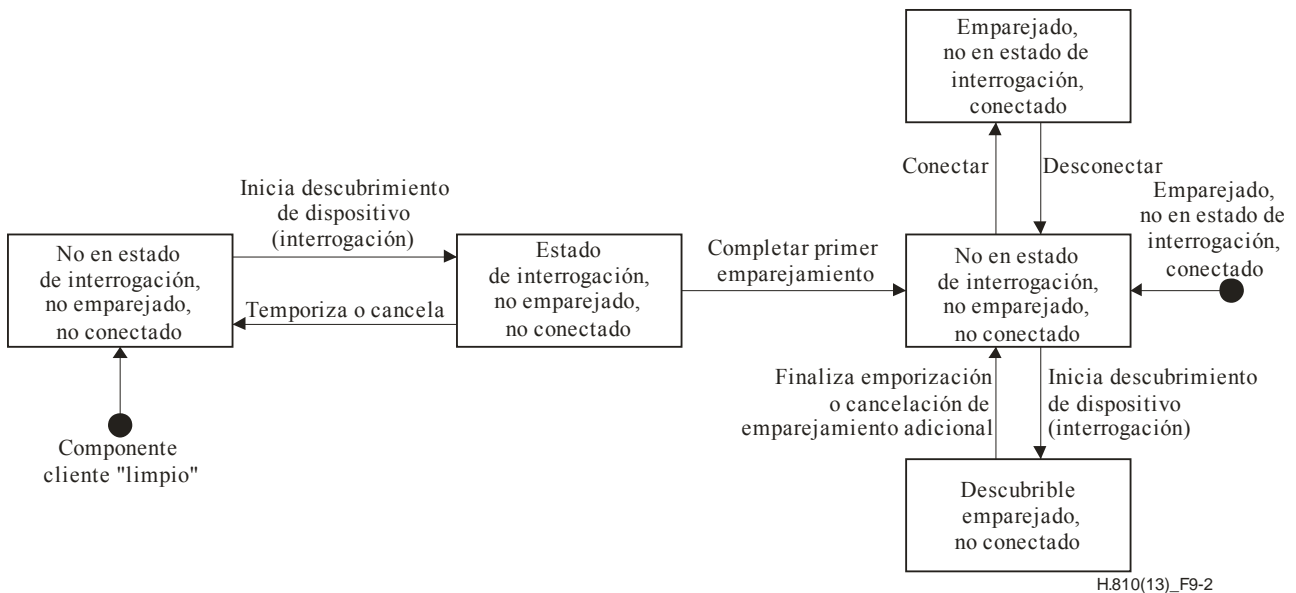 Emparejado,
no en estado de
interrogación,
conectado
Conectar
Desconectar
Inicia descubrimiento
de dispositivo
(interrogación)
Emparejado,
no en estado de
interrogación,
conectado
No en estado
de interrogación,
no emparejado,
no conectado
Estado
de interrogación,
no emparejado,
no conectado
Completar primer
emparejamiento
No en estado
de interrogación,
no emparejado,
no conectado
Temporiza o cancela
Finaliza emporización
o cancelación de
emparejamiento adicional
Inicia descubrimiento
de dispositivo
(interrogación)
Componente
cliente "limpio"
Descubrible
emparejado,
no conectado
H.810(13)_F9-2